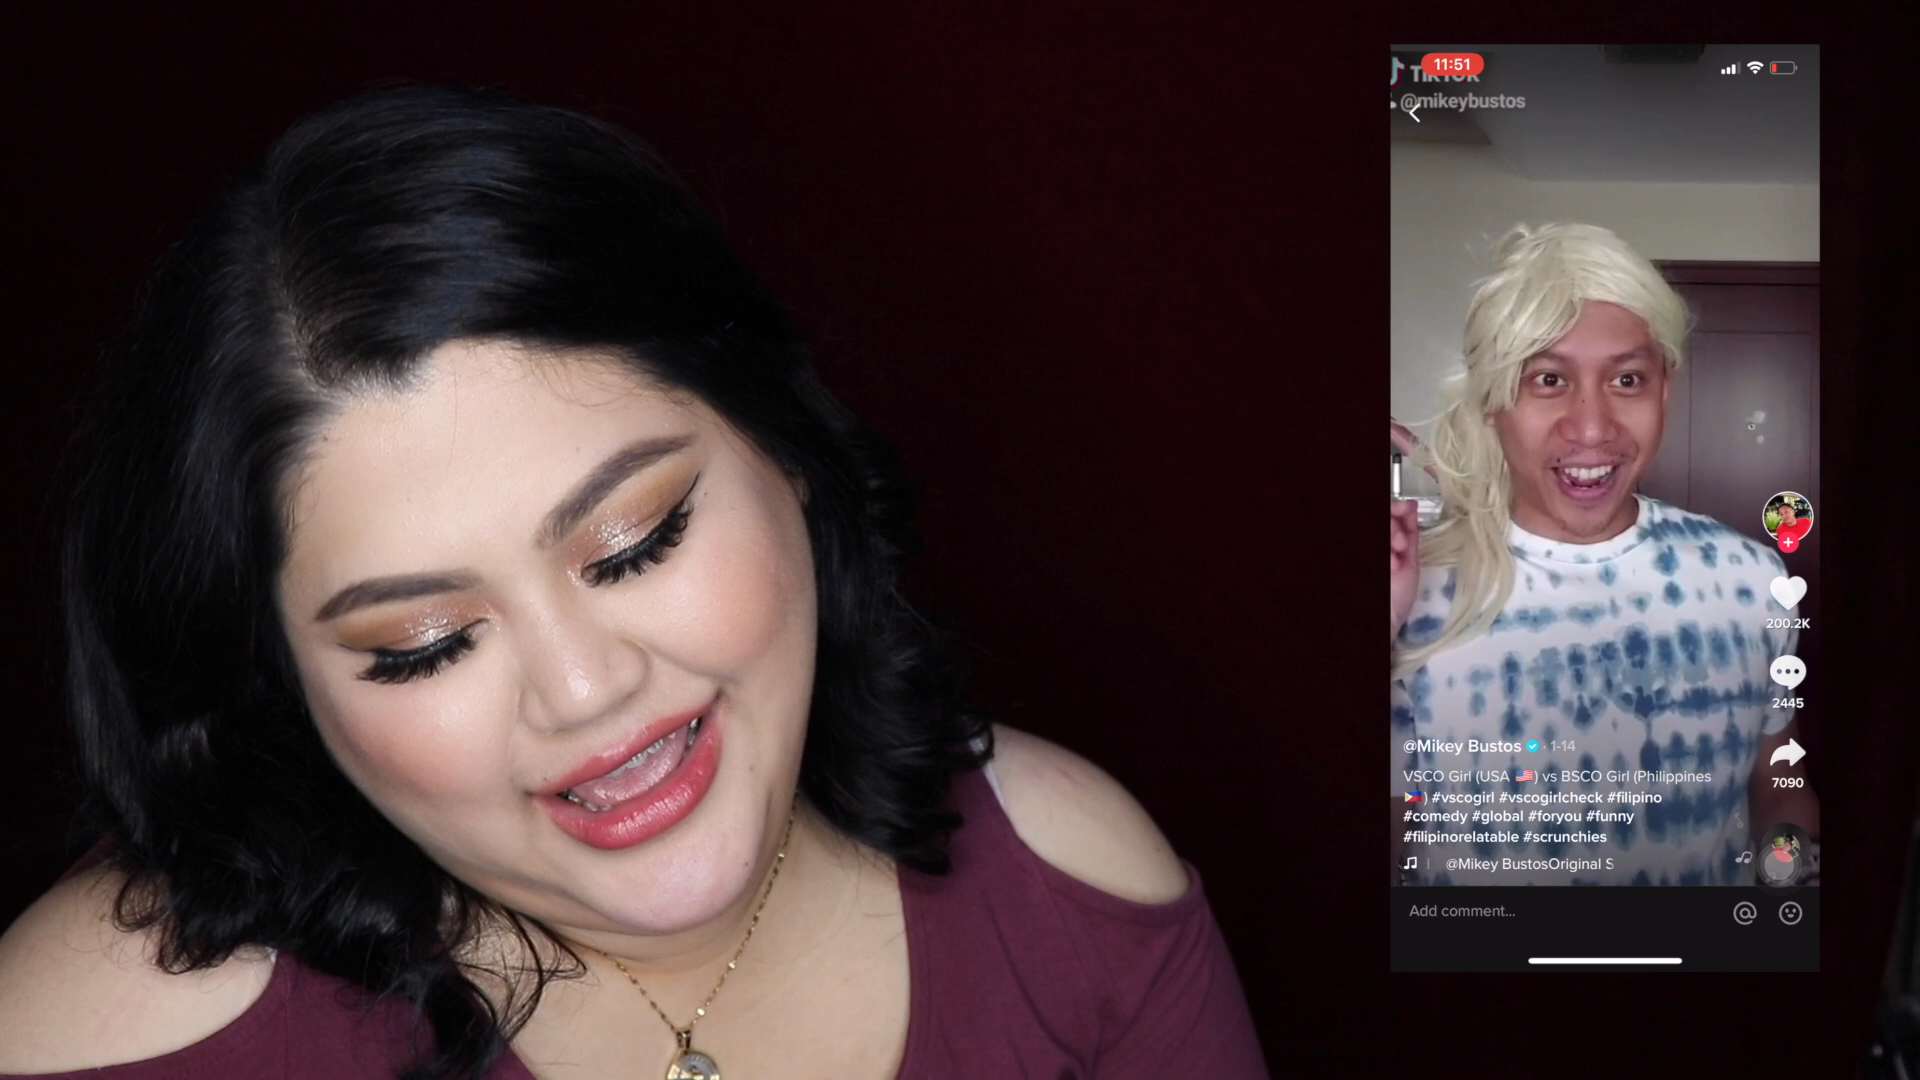 11:51
TikTok
@mikeybustos
200.2K
2445
7090
@Mikey Bustos · 1-14
VSCO Girl (USA 🇺🇸) vs BSCO Girl (Philippines
🇵🇭) #vscogirl #vscogirlcheck #filipino
#comedy #global #foryou #funny
#filipinorelatable #scrunchies
@Mikey BustosOriginal S
Add comment...